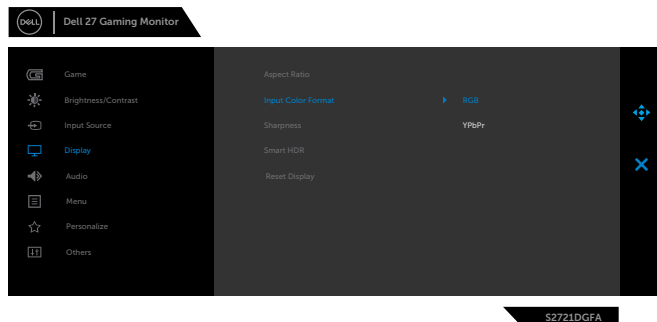 DELL
Dell 27 Gaming Monitor
Game
Aspect Ratio
Brightness/Contrast
Input Color Format
RGB
Input Source
Sharpness
YPbPr
Display
Smart HDR
Audio
Reset Display
Menu
Personalize
Others
S2721DGFA